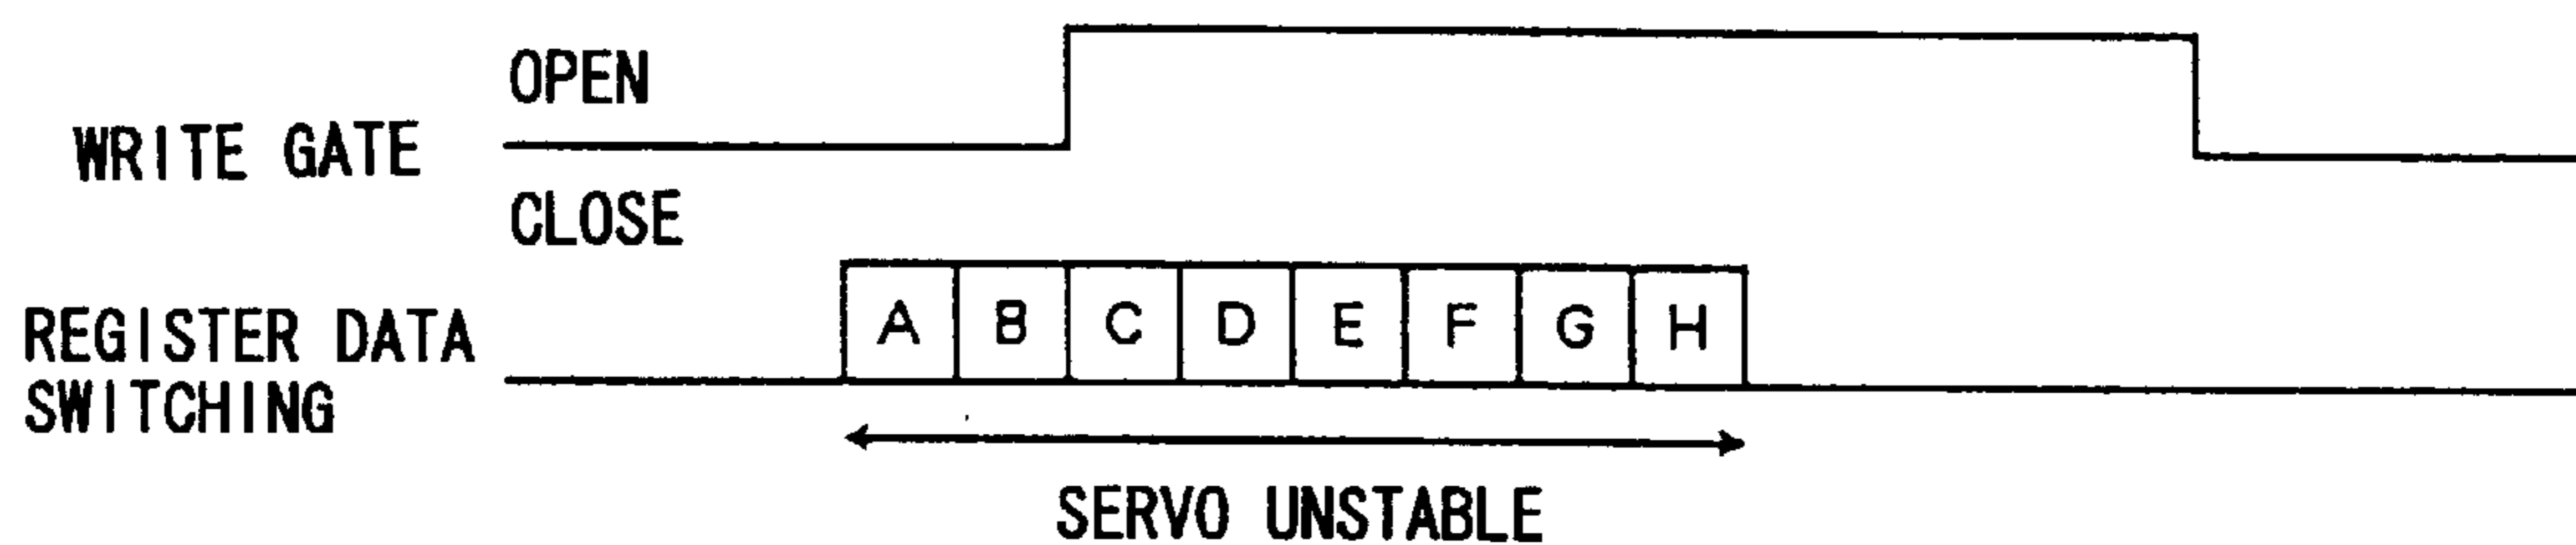 OPEN
WRITE GATE
CLOSE
REGISTER DATA
SWITCHING
A B C D E F G H
SERVO UNSTABLE